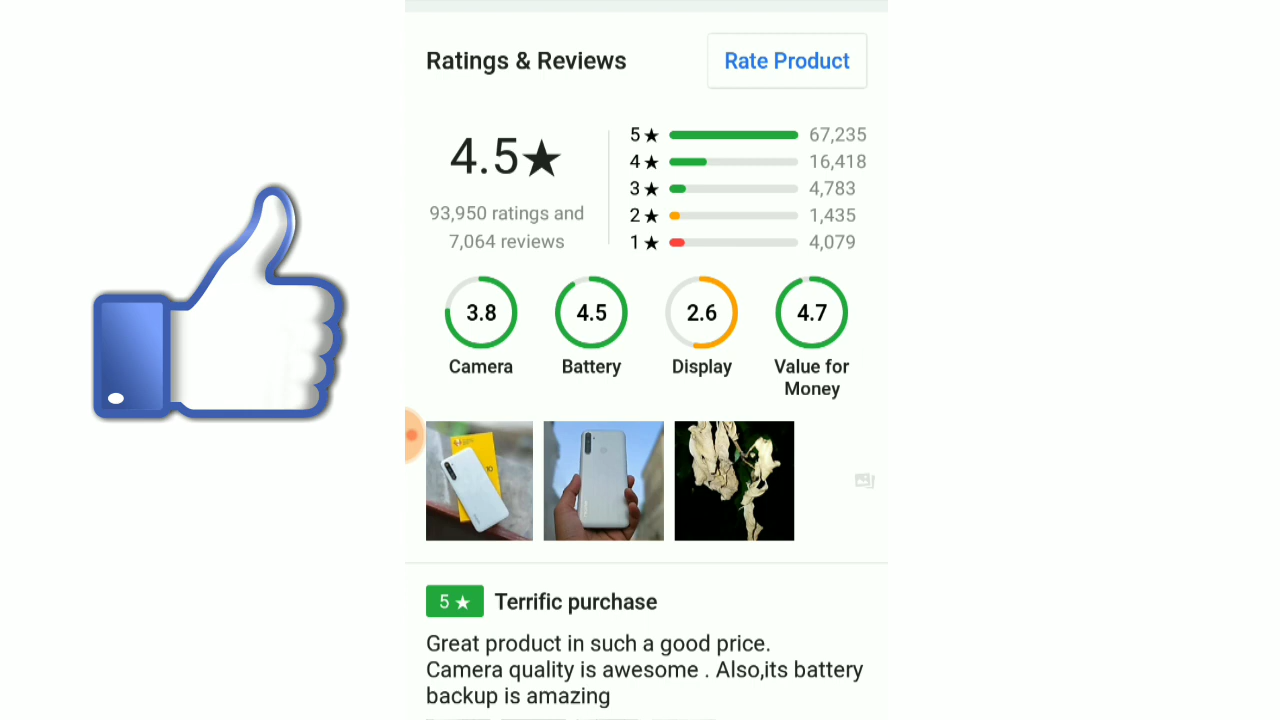 Ratings & Reviews
Rate Product
4.5★
93,950 ratings and
7,064 reviews
5★ 67,235
4★ 16,418
3★ 4,783
2★ 1,435
1★ 4,079
3.8
Camera
4.5
Battery
2.6
Display
4.7
Value for
Money
5★ Terrific purchase
Great product in such a good price.
Camera quality is awesome . Also,its battery
backup is amazing